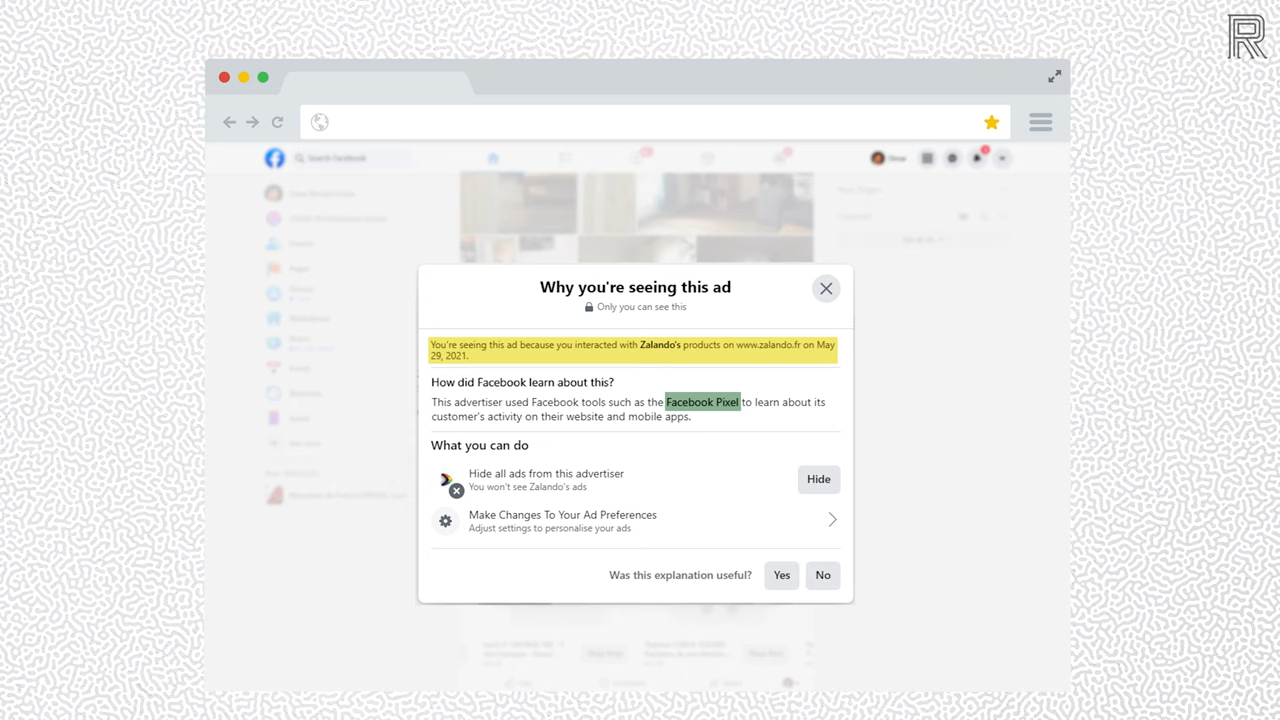 Search Facebook
Why you're seeing this ad
Only you can see this
You're seeing this ad because you interacted with Zalando's products on www.zalando.fr on May
29, 2021.
How did Facebook learn about this?
This advertiser used Facebook tools such as the Facebook Pixel to learn about its
customer's activity on their website and mobile apps.
What you can do
Hide all ads from this advertiser
You won't see Zalando's ads
Hide
Make Changes To Your Ad Preferences
Adjust settings to personalise your ads
Was this explanation useful?
Yes
No